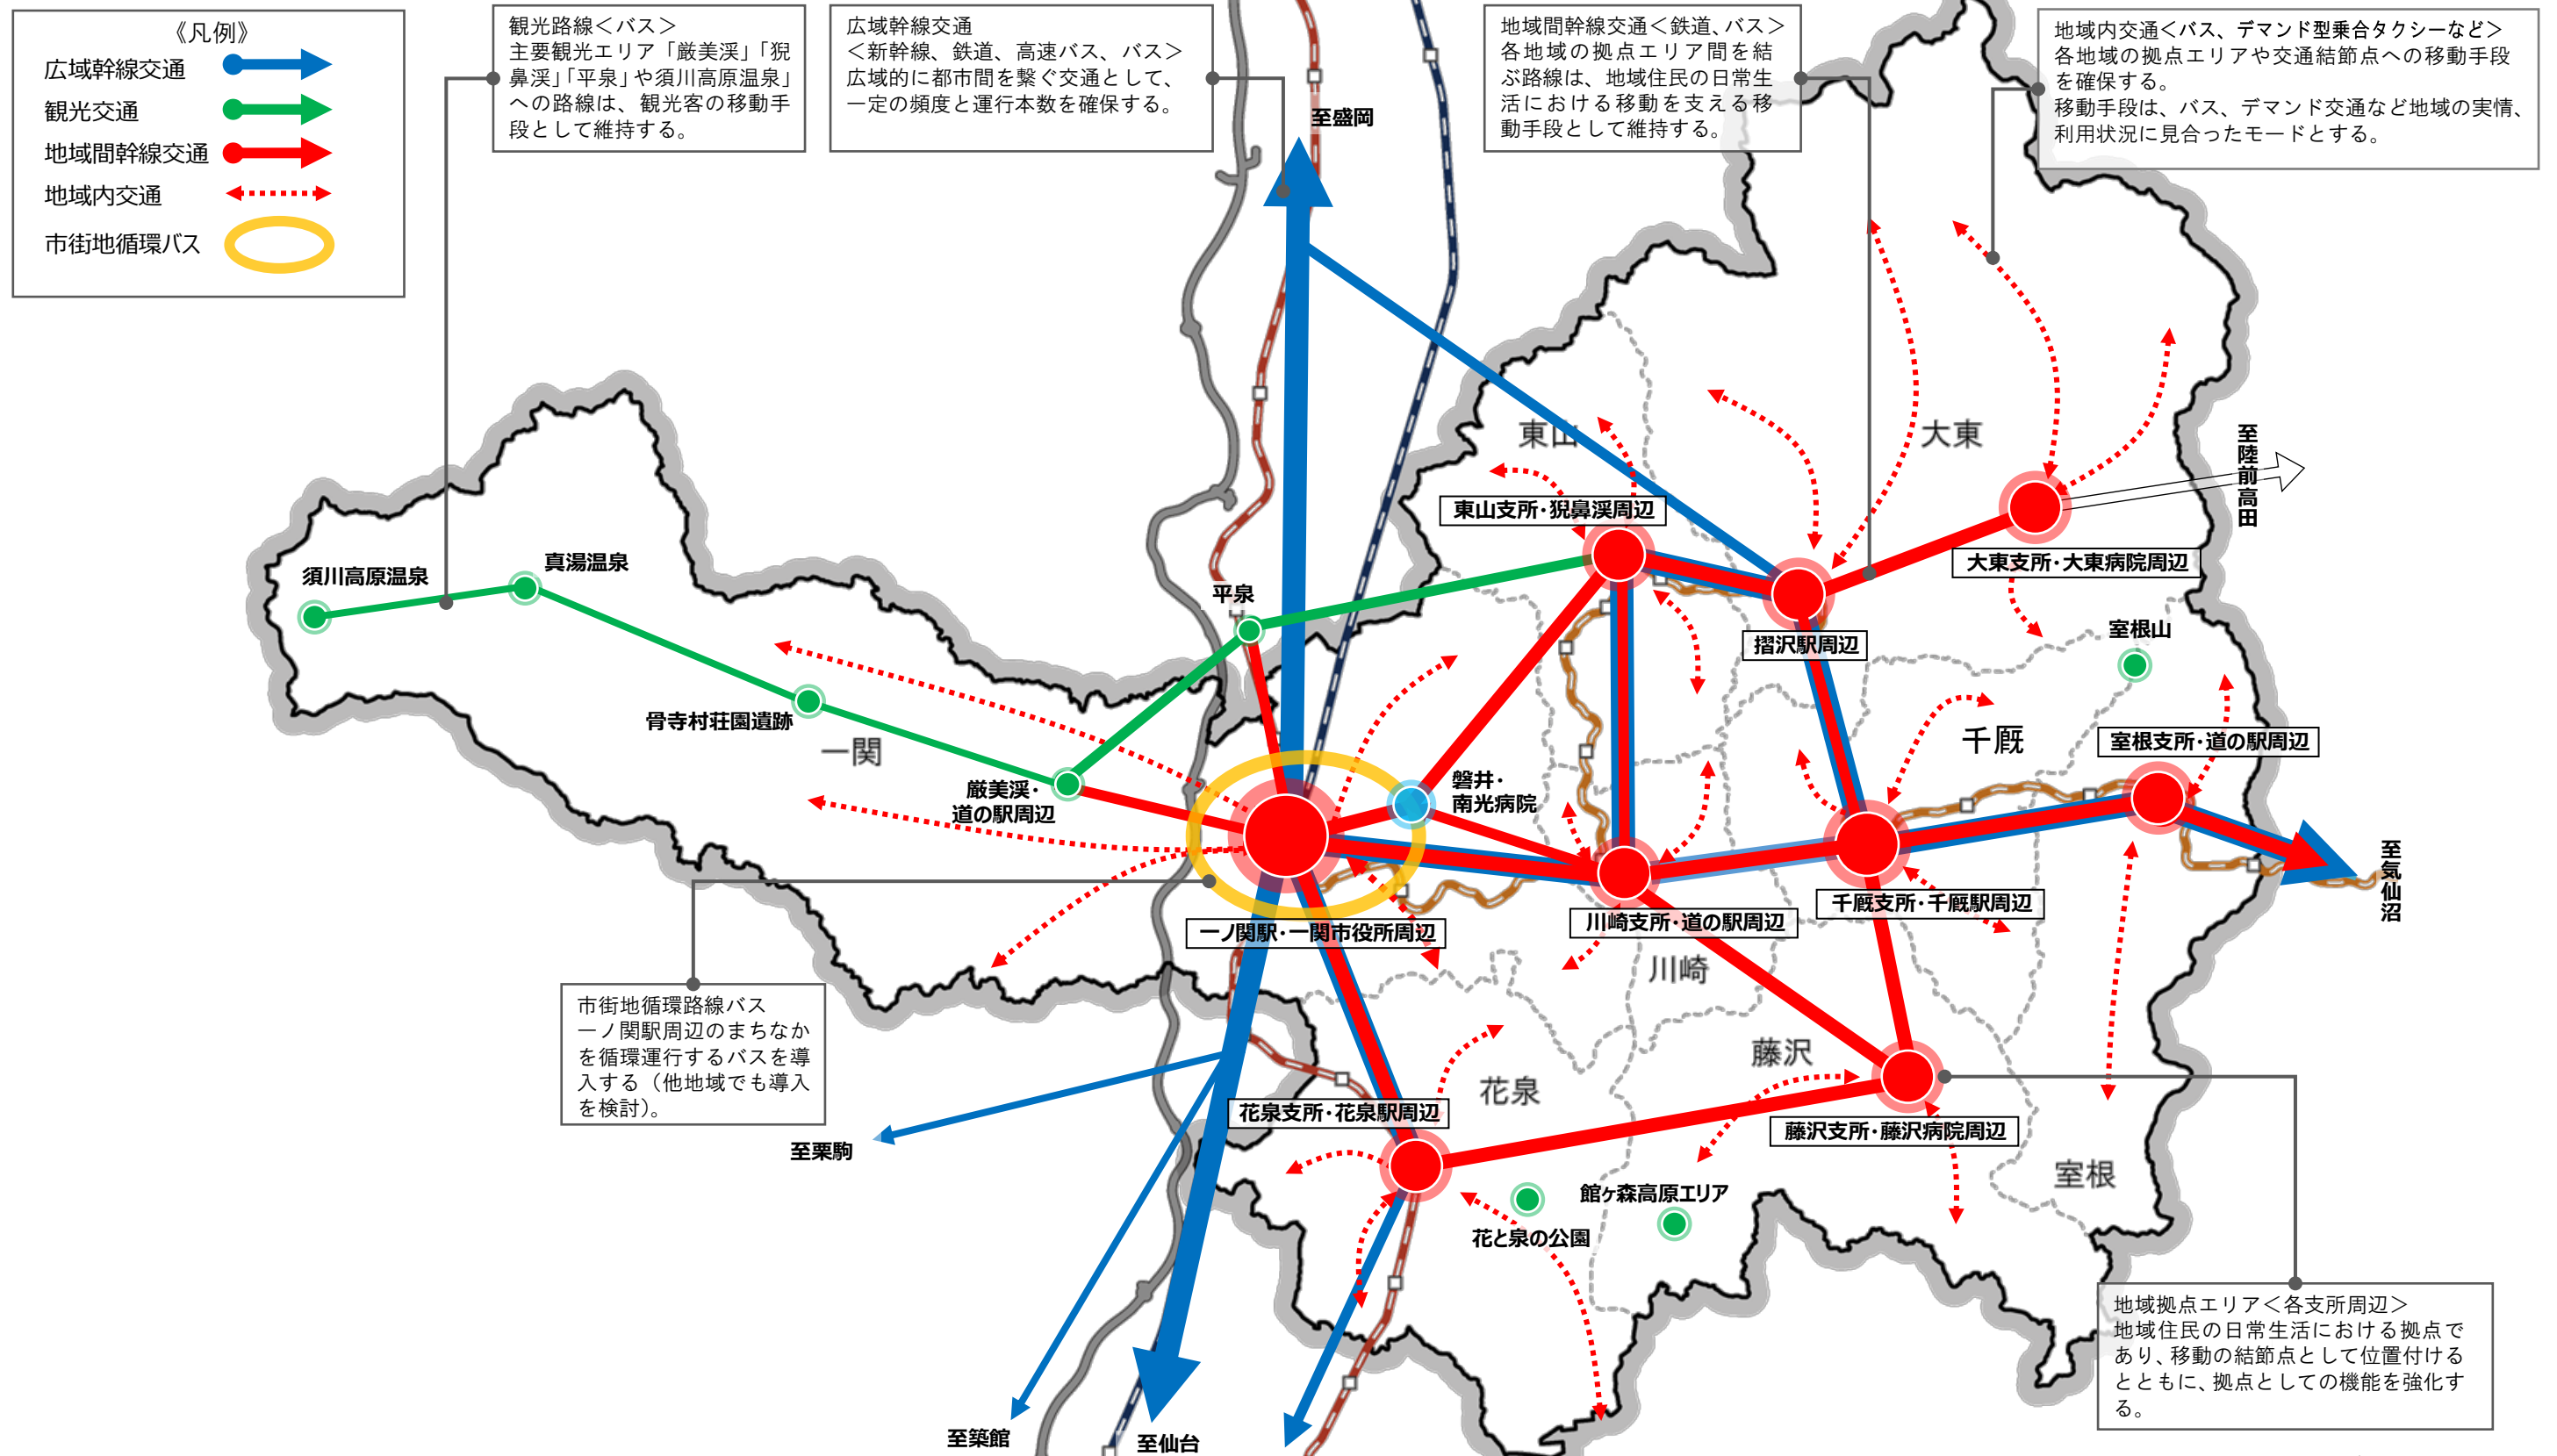 《凡例》
広域幹線交通
観光交通
地域間幹線交通
地域内交通
市街地循環バス
観光路線＜バス＞
主要観光エリア「厳美渓」「猊
鼻渓」「平泉」や須川高原温泉」
への路線は、観光客の移動手
段として維持する。
広域幹線交通
＜新幹線、鉄道、高速バス、バス＞
広域的に都市間を繋ぐ交通として、
一定の頻度と運行本数を確保する。
地域間幹線交通＜鉄道、バス＞
各地域の拠点エリア間を結
ぶ路線は、地域住民の日常生
活における移動を支える移
動手段として維持する。
地域内交通＜バス、デマンド型乗合タクシーなど＞
各地域の拠点エリアや交通結節点への移動手段
を確保する。
移動手段は、バス、デマンド交通など地域の実情、
利用状況に見合ったモードとする。
至盛岡
東山
大東
至陸前高田
東山支所・猊鼻渓周辺
大東支所・大東病院周辺
須川高原温泉
真湯温泉
平泉
摺沢駅周辺
室根山
骨寺村荘園遺跡
一関
千厩
室根支所・道の駅周辺
厳美渓・
道の駅周辺
磐井・
南光病院
至気仙沼
一ノ関駅・一関市役所周辺
川崎支所・道の駅周辺
千厩支所・千厩駅周辺
川崎
市街地循環路線バス
一ノ関駅周辺のまちなか
を循環運行するバスを導
入する（他地域でも導入
を検討）。
藤沢
花泉
花泉支所・花泉駅周辺
藤沢支所・藤沢病院周辺
至栗駒
室根
館ヶ森高原エリア
花と泉の公園
地域拠点エリア＜各支所周辺＞
地域住民の日常生活における拠点で
あり、移動の結節点として位置付ける
とともに、拠点としての機能を強化す
る。
至築館
至仙台